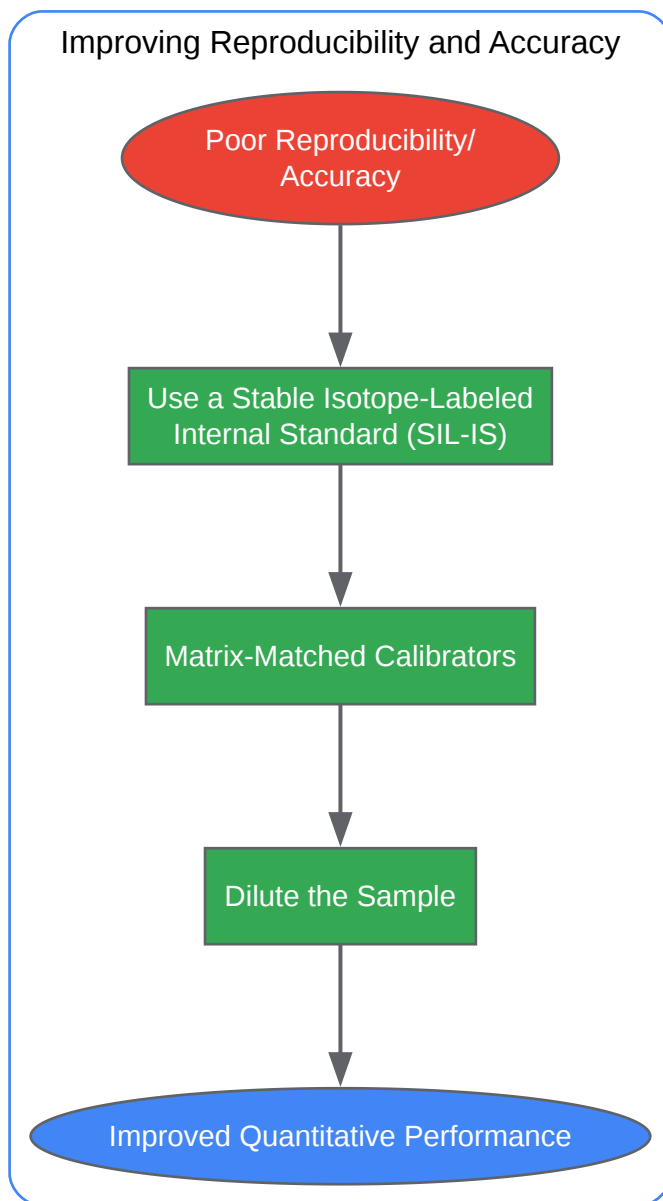 Improving Reproducibility and Accuracy
Poor Reproducibility/
Accuracy
Use a Stable Isotope-Labeled
Internal Standard (SIL-IS)
Matrix-Matched Calibrators
Dilute the Sample
Improved Quantitative Performance